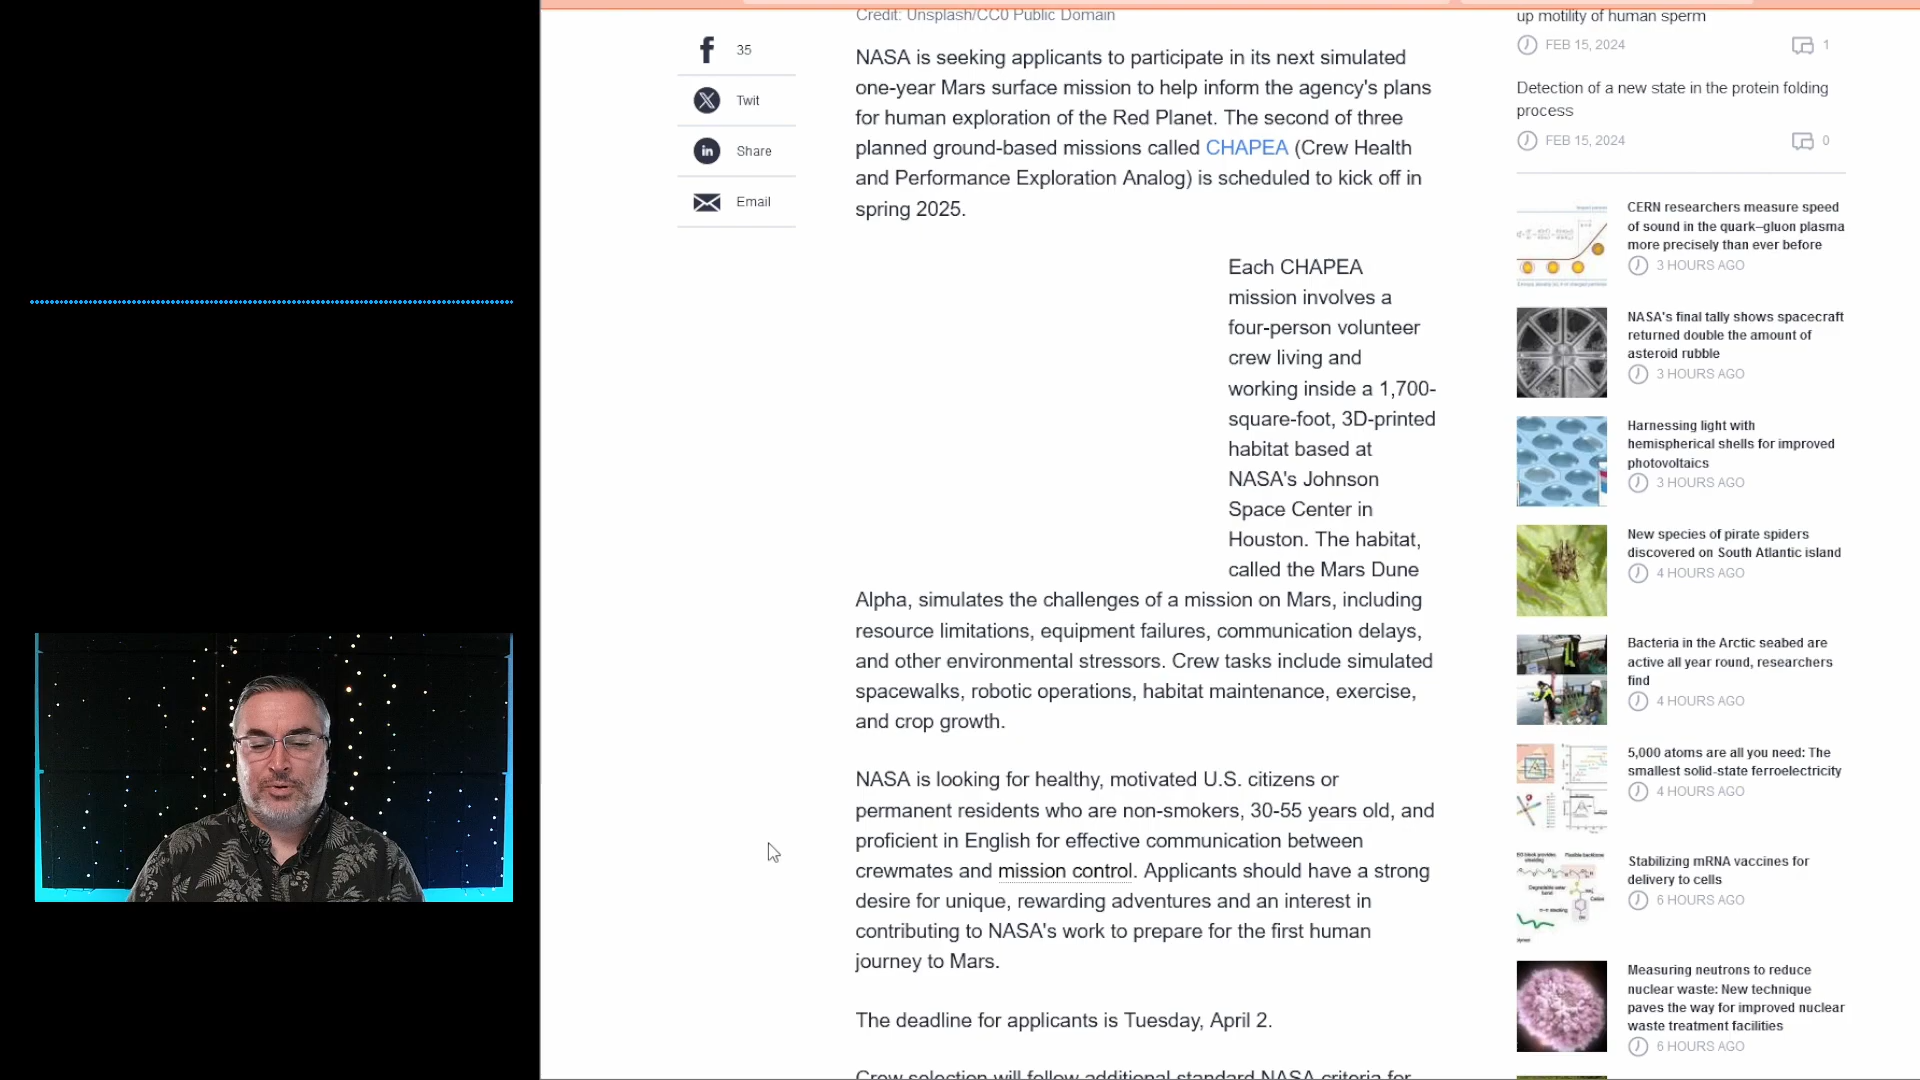 Credit: Unsplash/CC0 Public Domain
35
Twit
Share
Email
NASA is seeking applicants to participate in its next simulated
one-year Mars surface mission to help inform the agency's plans
for human exploration of the Red Planet. The second of three
planned ground-based missions called CHAPEA (Crew Health
and Performance Exploration Analog) is scheduled to kick off in
spring 2025.
Each CHAPEA
mission involves a
four-person volunteer
crew living and
working inside a 1,700-
square-foot, 3D-printed
habitat based at
NASA's Johnson
Space Center in
Houston. The habitat,
called the Mars Dune
Alpha, simulates the challenges of a mission on Mars, including
resource limitations, equipment failures, communication delays,
and other environmental stressors. Crew tasks include simulated
spacewalks, robotic operations, habitat maintenance, exercise,
and crop growth.
NASA is looking for healthy, motivated U.S. citizens or
permanent residents who are non-smokers, 30-55 years old, and
proficient in English for effective communication between
crewmates and mission control. Applicants should have a strong
desire for unique, rewarding adventures and an interest in
contributing to NASA's work to prepare for the first human
journey to Mars.
The deadline for applicants is Tuesday, April 2.
Crew selection will follow additional standard NASA criteria for
up motility of human sperm
FEB 15, 2024 1
Detection of a new state in the protein folding
process
FEB 15, 2024 0
CERN researchers measure speed
of sound in the quark–gluon plasma
more precisely than ever before
3 HOURS AGO
NASA's final tally shows spacecraft
returned double the amount of
asteroid rubble
3 HOURS AGO
Harnessing light with
hemispherical shells for improved
photovoltaics
3 HOURS AGO
New species of pirate spiders
discovered on South Atlantic island
4 HOURS AGO
Bacteria in the Arctic seabed are
active all year round, researchers
find
4 HOURS AGO
5,000 atoms are all you need: The
smallest solid-state ferroelectricity
4 HOURS AGO
Stabilizing mRNA vaccines for
delivery to cells
6 HOURS AGO
Measuring neutrons to reduce
nuclear waste: New technique
paves the way for improved nuclear
waste treatment facilities
6 HOURS AGO